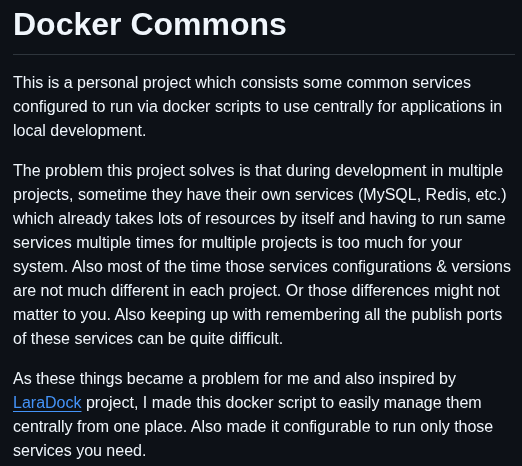 Docker Commons
This is a personal project which consists some common services
configured to run via docker scripts to use centrally for applications in
local development.
The problem this project solves is that during development in multiple
projects, sometime they have their own services (MySQL, Redis, etc.)
which already takes lots of resources by itself and having to run same
services multiple times for multiple projects is too much for your
system. Also most of the time those services configurations & versions
are not much different in each project. Or those differences might not
matter to you. Also keeping up with remembering all the publish ports
of these services can be quite difficult.
As these things became a problem for me and also inspired by
LaraDock project, I made this docker script to easily manage them
centrally from one place. Also made it configurable to run only those
services you need.